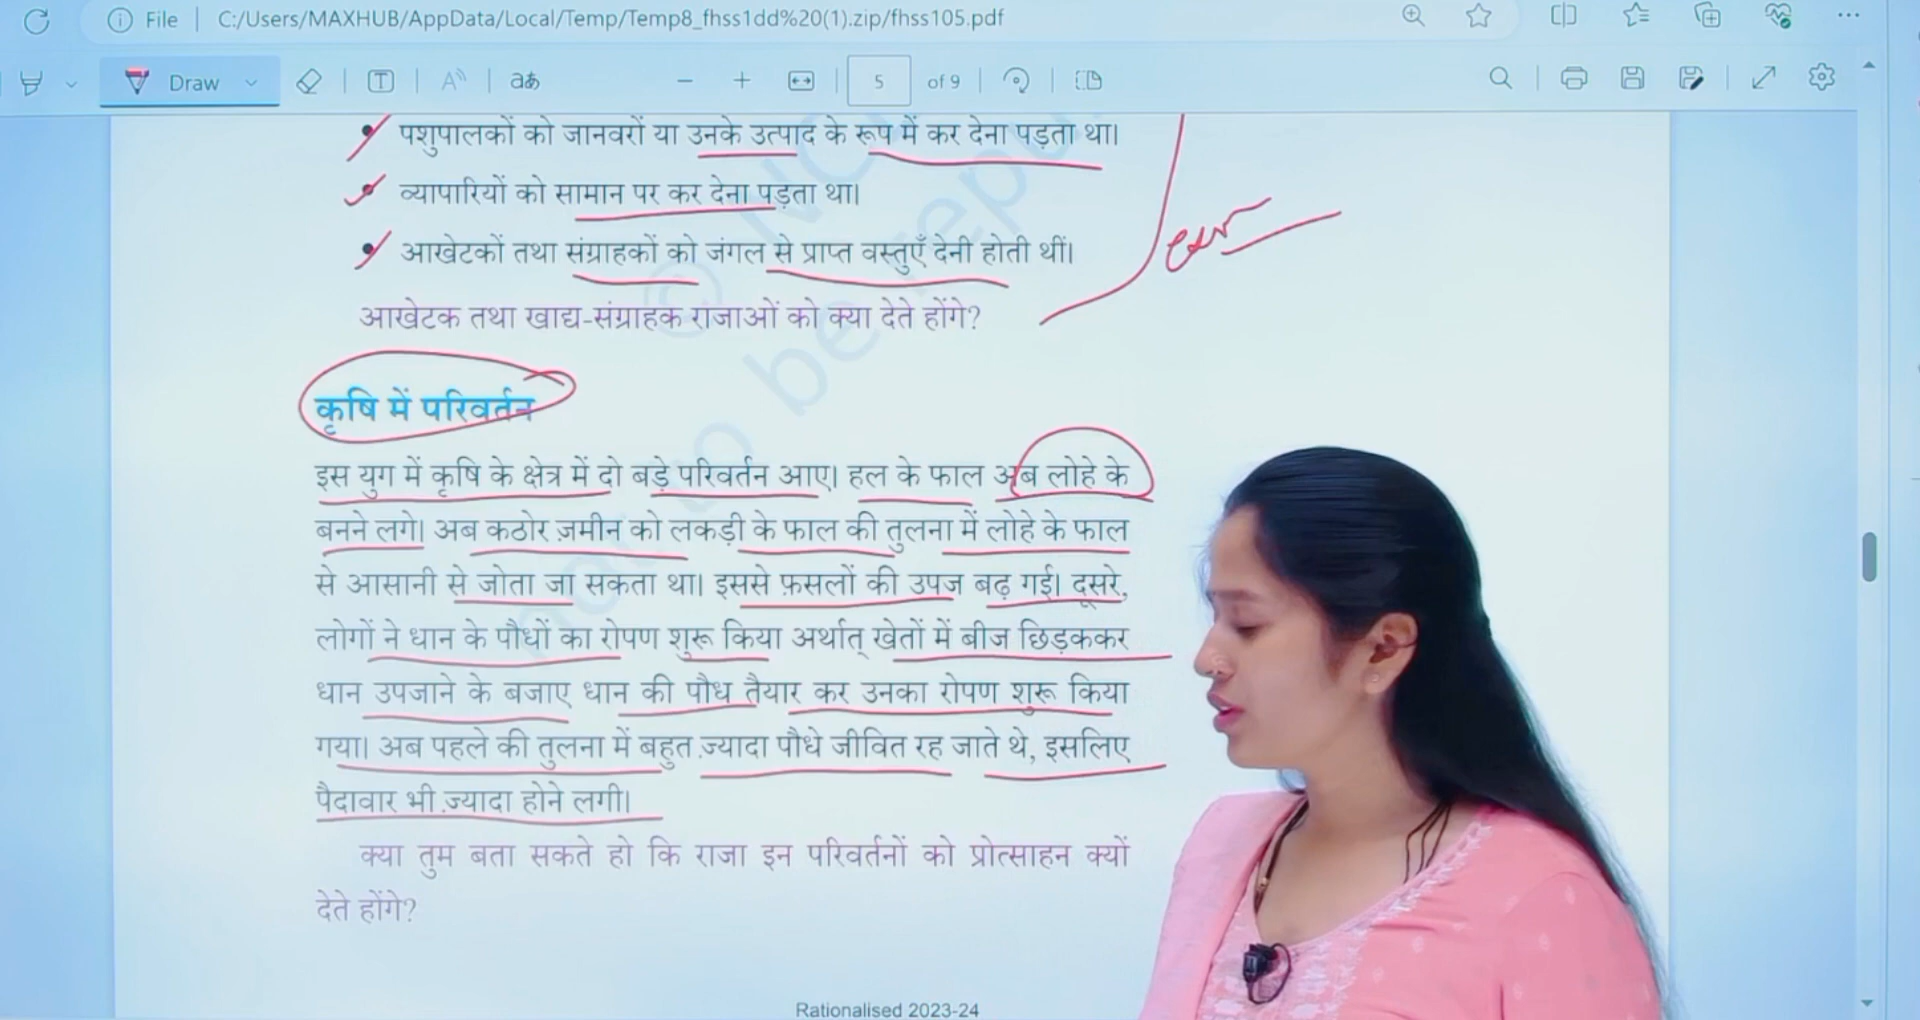 File | C:/Users/MAXHUB/AppData/Local/Temp/Temp8_fhss1dd%20(1).zip/fhss105.pdf
Draw T A aあ 5 of 9
पशुपालकों को जानवरों या उनके उत्पाद के रूप में कर देना पड़ता था।
व्यापारियों को सामान पर कर देना पड़ता था।
आखेटकों तथा संग्राहकों को जंगल से प्राप्त वस्तुएँ देनी होती थीं।
आखेटक तथा खाद्य-संग्राहक राजाओं को क्या देते होंगे?
कृषि में परिवर्तन
इस युग में कृषि के क्षेत्र में दो बड़े परिवर्तन आए। हल के फाल अब लोहे के
बनने लगे। अब कठोर ज़मीन को लकड़ी के फाल की तुलना में लोहे के फाल
से आसानी से जोता जा सकता था। इससे फ़सलों की उपज बढ़ गई। दूसरे,
लोगों ने धान के पौधों का रोपण शुरू किया अर्थात् खेतों में बीज छिड़ककर
धान उपजाने के बजाए धान की पौध तैयार कर उनका रोपण शुरू किया
गया। अब पहले की तुलना में बहुत ज़्यादा पौधे जीवित रह जाते थे, इसलिए
पैदावार भी ज़्यादा होने लगी।
क्या तुम बता सकते हो कि राजा इन परिवर्तनों को प्रोत्साहन क्यों
देते होंगे?
Rationalised 2023-24